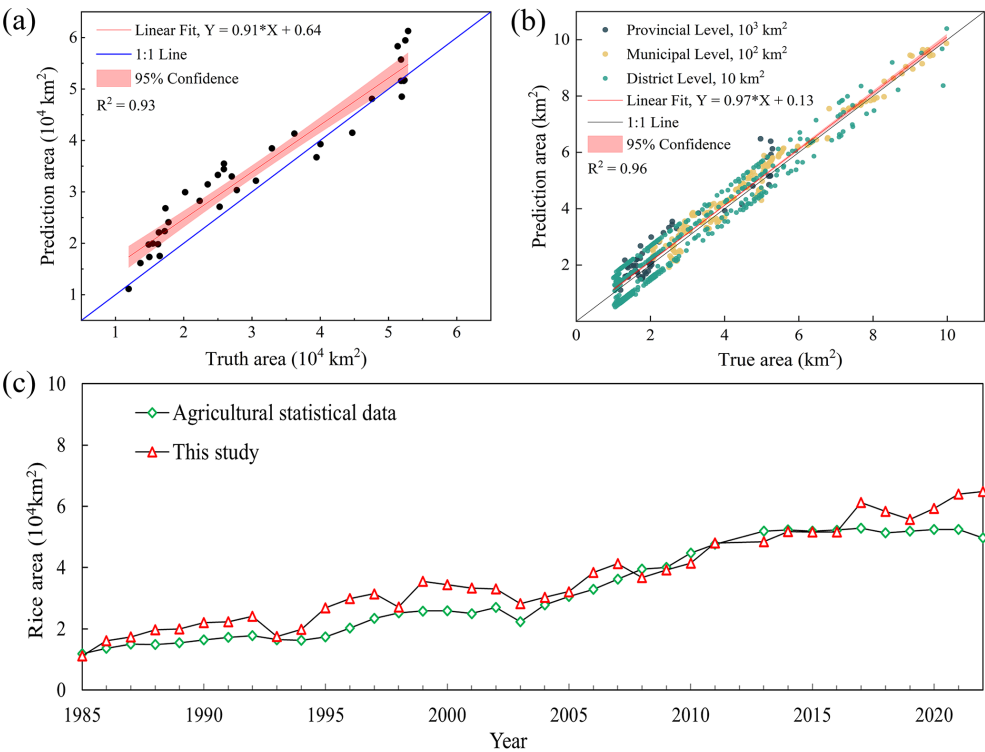 (a)
Linear Fit, Y = 0.91*X + 0.64
1:1 Line
95% Confidence
R² = 0.93
6
5
4
3
2
1
Prediction area (10⁴ km²)
1 2 3 4 5 6
Truth area (10⁴ km²)
(b)
Provincial Level, 10³ km²
Municipal Level, 10² km²
District Level, 10 km²
Linear Fit, Y = 0.97*X + 0.13
1:1 Line
95% Confidence
R² = 0.96
10
8
6
4
2
Prediction area (km²)
0 2 4 6 8 10
True area (km²)
(c)
Agricultural statistical data
This study
10
8
6
4
2
0
Rice area (10⁴km²)
1985 1990 1995 2000 2005 2010 2015 2020
Year